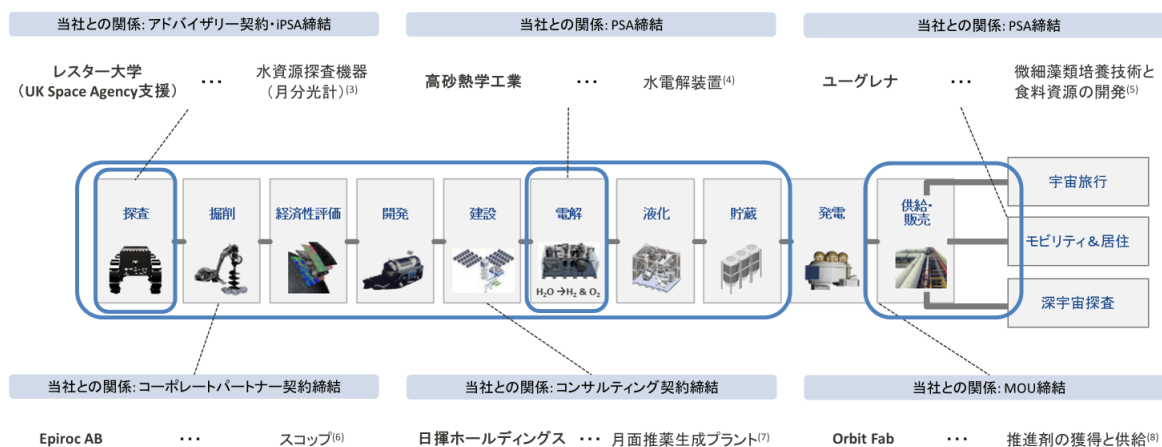 当社との関係: アドバイザリー契約・iPSA締結
当社との関係: PSA締結
当社との関係: PSA締結
レスター大学
（UK Space Agency支援）
･･･
水資源探査機器
（月分光計）(3)
高砂熱学工業
･･･
水電解装置(4)
ユーグレナ
･･･
微細藻類培養技術と
食料資源の開発(5)
探査
掘削
経済性評価
開発
建設
電解
H2O→H2 & O2
液化
貯蔵
発電
供給・
販売
宇宙旅行
モビリティ&居住
深宇宙探査
当社との関係: コーポレートパートナー契約締結
当社との関係: コンサルティング契約締結
当社との関係: MOU締結
Epiroc AB
･･･
スコップ(6)
日揮ホールディングス
･･･
月面推薬生成プラント(7)
Orbit Fab
･･･
推進剤の獲得と供給(8)